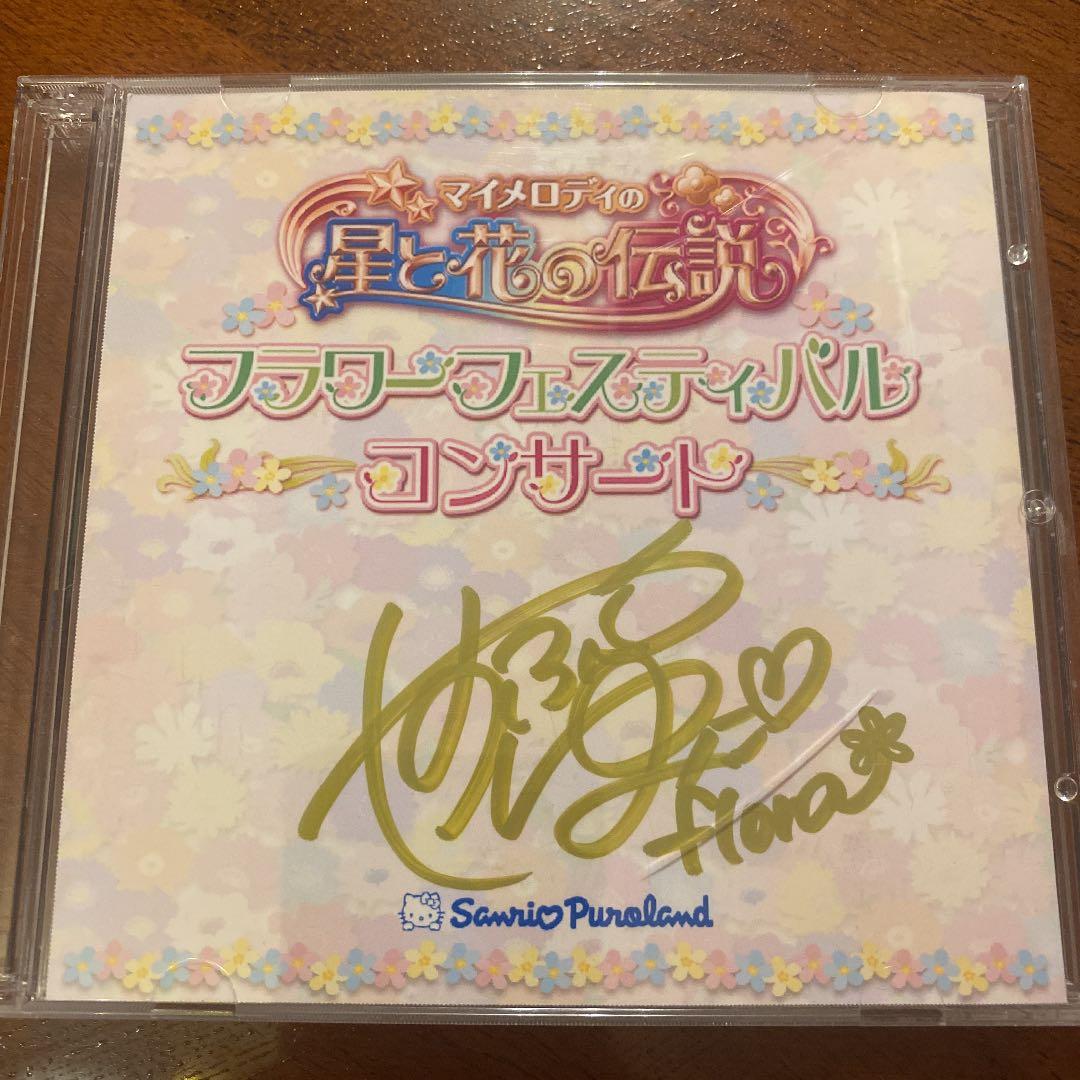 マイメロディの
星と花の伝説
フラワーフェスティバル
コンサート
flora
Sanrio Puroland